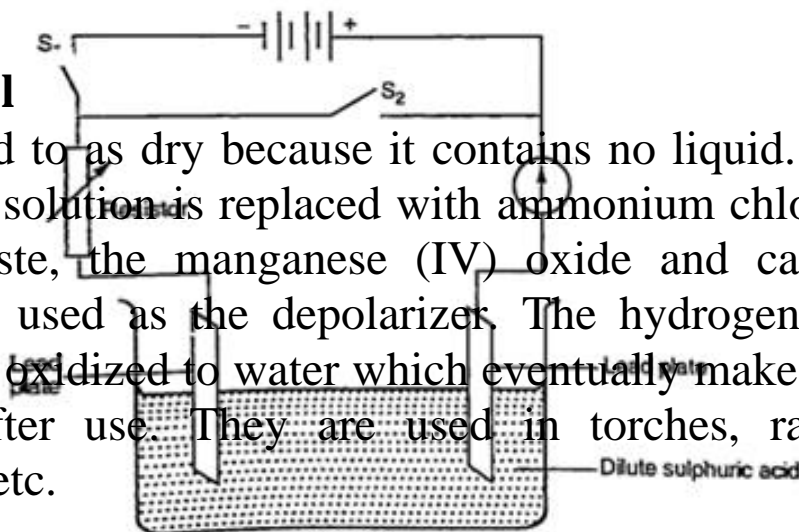 - +
S-
l
S2
d to as dry because it contains no liquid.
solution is replaced with ammonium chlo
Resistor
ste, the manganese (IV) oxide and ca
used as the depolarizer. The hydrogen
oxidized to water which eventually make
Lead plate
Lead plate
fter use. They are used in torches, ra
Dilute sulphuric acid
etc.